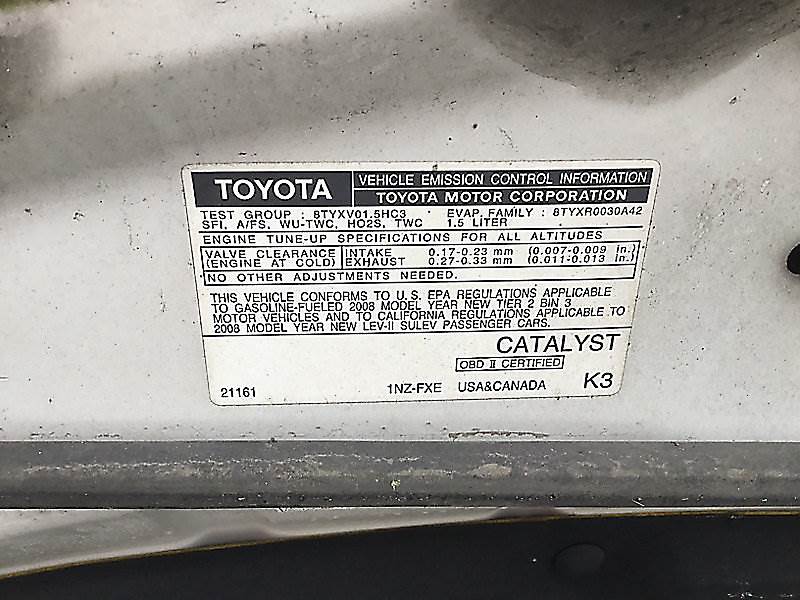 TOYOTA
VEHICLE EMISSION CONTROL INFORMATION
TOYOTA MOTOR CORPORATION
TEST GROUP : 8TYXV01.5HC3 EVAP. FAMILY : 8TYXR0030A42
SFI, A/FS, WU-TWC, HO2S, TWC 1.5 LITER
ENGINE TUNE-UP SPECIFICATIONS FOR ALL ALTITUDES
VALVE CLEARANCE INTAKE 0.17-0.23 mm (0.007-0.009 in.)
(ENGINE AT COLD) EXHAUST 0.27-0.33 mm (0.011-0.013 in.)
NO OTHER ADJUSTMENTS NEEDED.
THIS VEHICLE CONFORMS TO U.S. EPA REGULATIONS APPLICABLE
TO GASOLINE-FUELED 2008 MODEL YEAR NEW TIER 2 BIN 3
MOTOR VEHICLES AND TO CALIFORNIA REGULATIONS APPLICABLE TO
2008 MODEL YEAR NEW LEV-II SULEV PASSENGER CARS.
CATALYST
OBD II CERTIFIED
21161 1NZ-FXE USA&CANADA K3